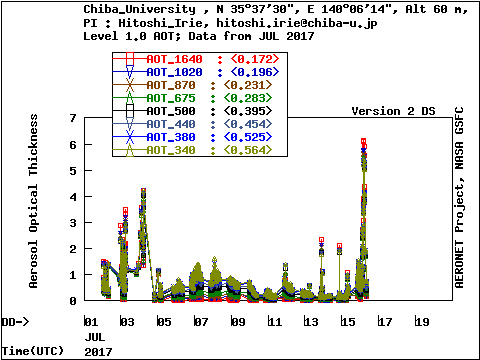 Chiba_University , N 35°37'30", E 140°06'14", Alt 60 m,
PI : Hitoshi_Irie, hitoshi.irie@chiba-u.jp
Level 1.0 AOT; Data from JUL 2017
AOT_1640 : <0.172>
AOT_1020 : <0.196>
AOT_870 : <0.231>
AOT_675 : <0.283>
AOT_500 : <0.395>
AOT_440 : <0.454>
AOT_380 : <0.525>
AOT_340 : <0.564>
Version 2 DS
7
6
5
4
3
2
1
0
Aerosol Optical Thickness
AERONET Project, NASA GSFC
DD-> 01 03 05 07 09 11 13 15 17 19
JUL
Time(UTC) 2017